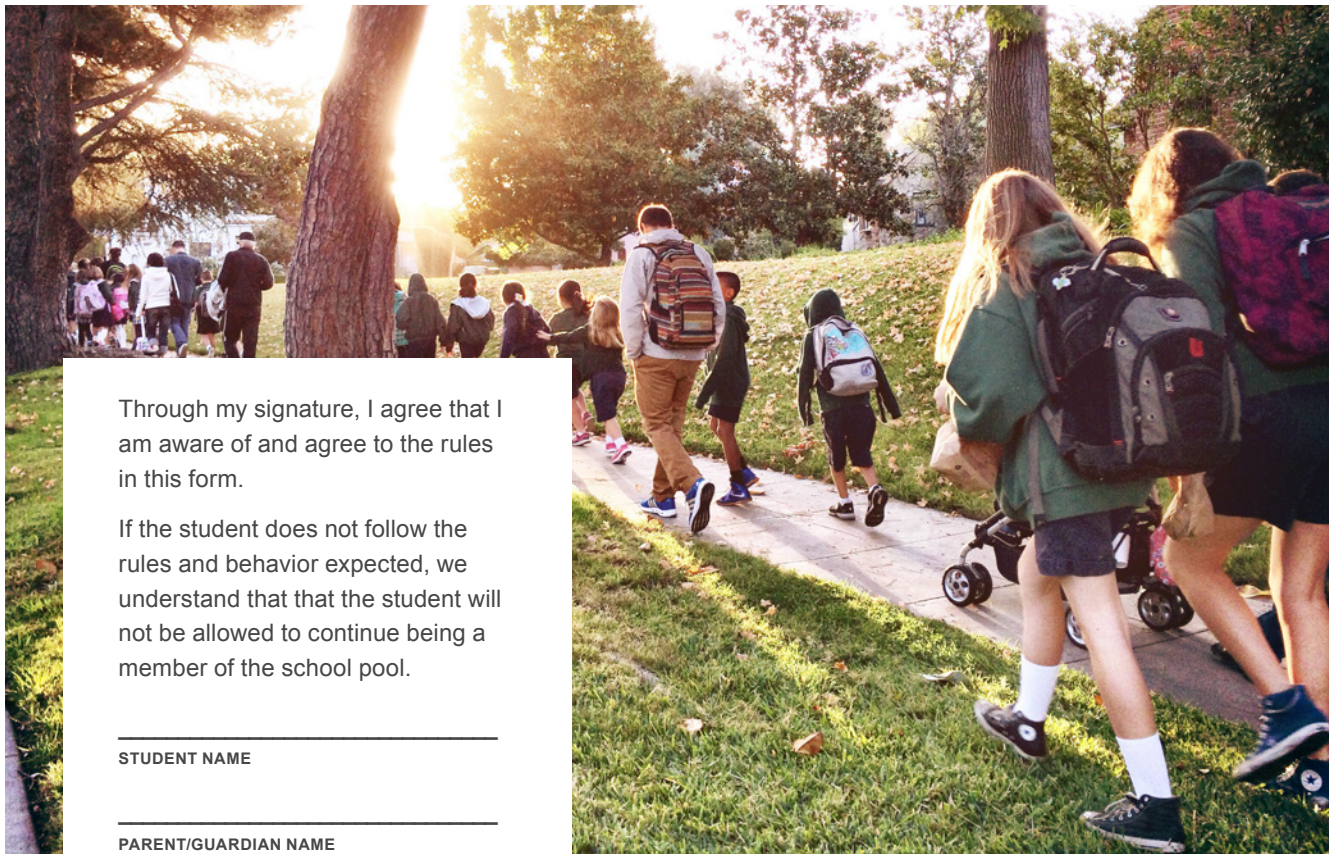 Through my signature, I agree that I
am aware of and agree to the rules
in this form.
If the student does not follow the
rules and behavior expected, we
understand that that the student will
not be allowed to continue being a
member of the school pool.
STUDENT NAME
PARENT/GUARDIAN NAME